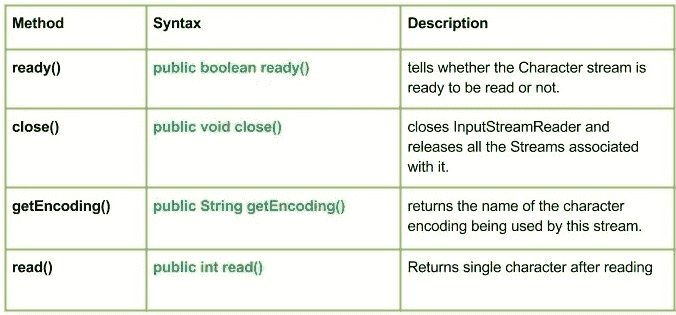 Method Syntax Description
ready() public boolean ready() tells whether the Character stream is
ready to be read or not.
close() public void close() closes InputStreamReader and
releases all the Streams associated
with it.
getEncoding() public String getEncoding() returns the name of the character
encoding being used by this stream.
read() public int read() Returns single character after reading